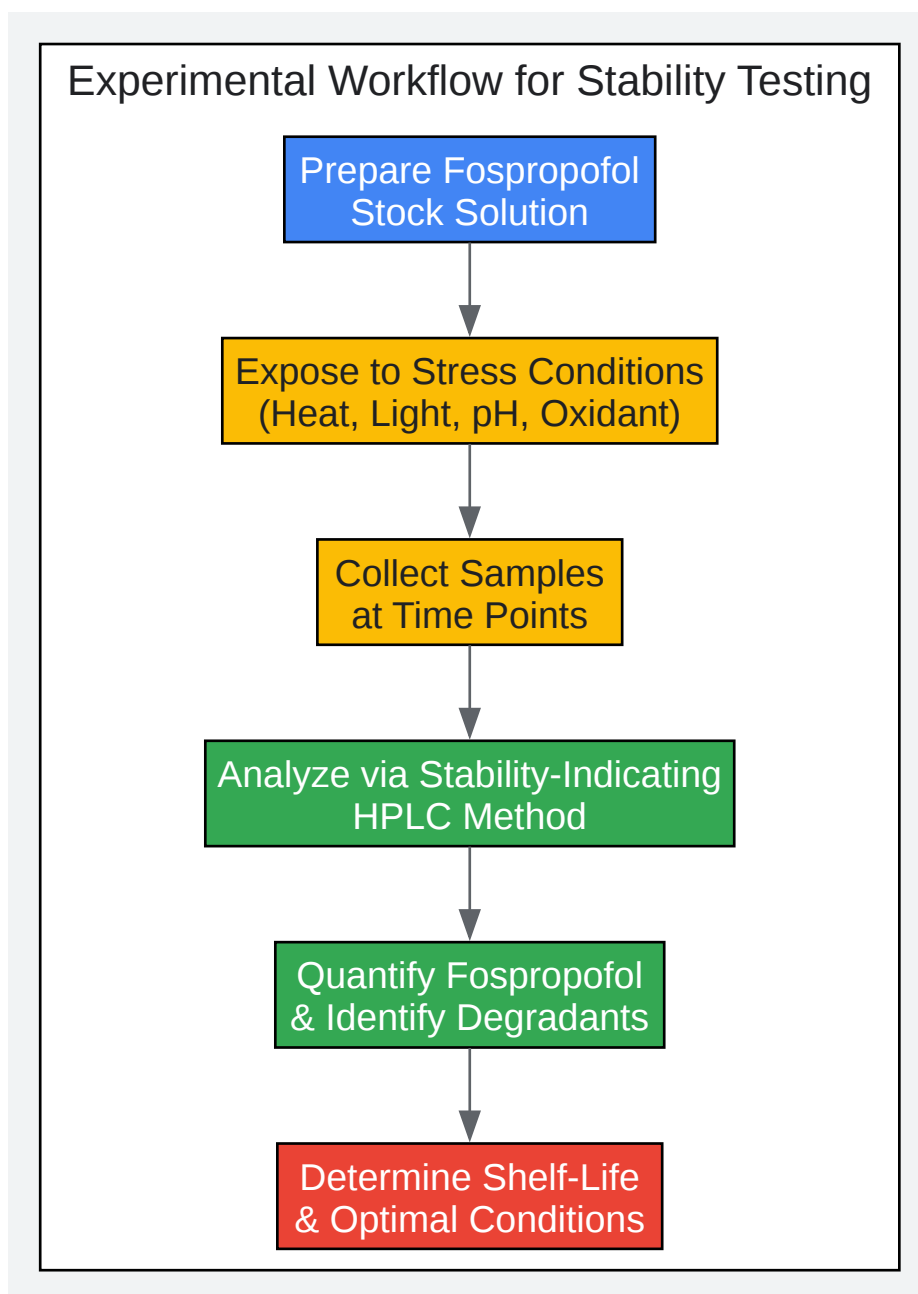 Experimental Workflow for Stability Testing
Prepare Fospropofol
Stock Solution
Expose to Stress Conditions
(Heat, Light, pH, Oxidant)
Collect Samples
at Time Points
Analyze via Stability-Indicating
HPLC Method
Quantify Fospropofol
& Identify Degradants
Determine Shelf-Life
& Optimal Conditions